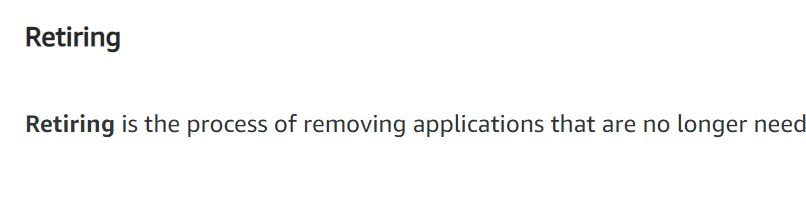 Retiring
Retiring is the process of removing applications that are no longer need